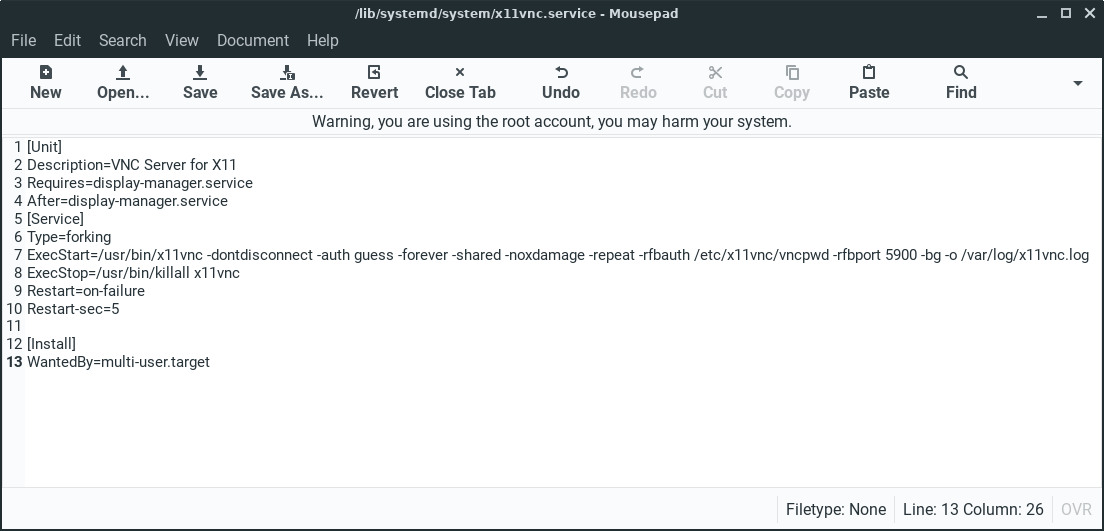 /lib/systemd/system/x11vnc.service - Mousepad
File Edit Search View Document Help
New Open... Save Save As... Revert Close Tab Undo Redo Cut Copy Paste Find
Warning, you are using the root account, you may harm your system.
1 [Unit]
2 Description=VNC Server for X11
3 Requires=display-manager.service
4 After=display-manager.service
5 [Service]
6 Type=forking
7 ExecStart=/usr/bin/x11vnc -dontdisconnect -auth guess -forever -shared -noxdamage -repeat -rfbauth /etc/x11vnc/vncpwd -rfbport 5900 -bg -o /var/log/x11vnc.log
8 ExecStop=/usr/bin/killall x11vnc
9 Restart=on-failure
10 Restart-sec=5
11
12 [Install]
13 WantedBy=multi-user.target
Filetype: None Line: 13 Column: 26 OVR